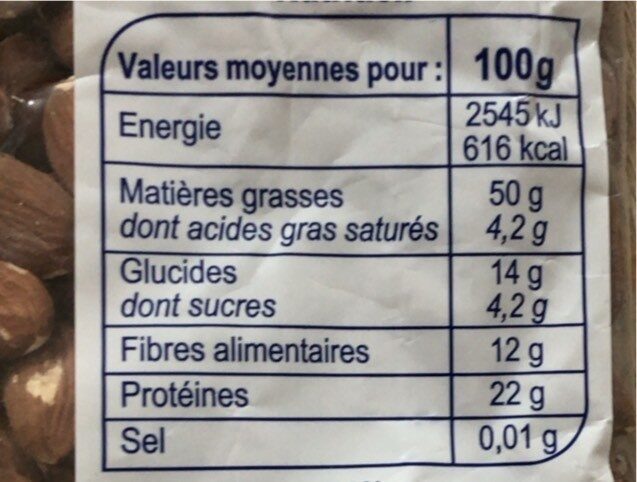 Valeurs moyennes pour : 100g
Energie 2545 kJ
616 kcal
Matières grasses 50 g
dont acides gras saturés 4,2 g
Glucides 14 g
dont sucres 4,2 g
Fibres alimentaires 12 g
Protéines 22 g
Sel 0,01 g